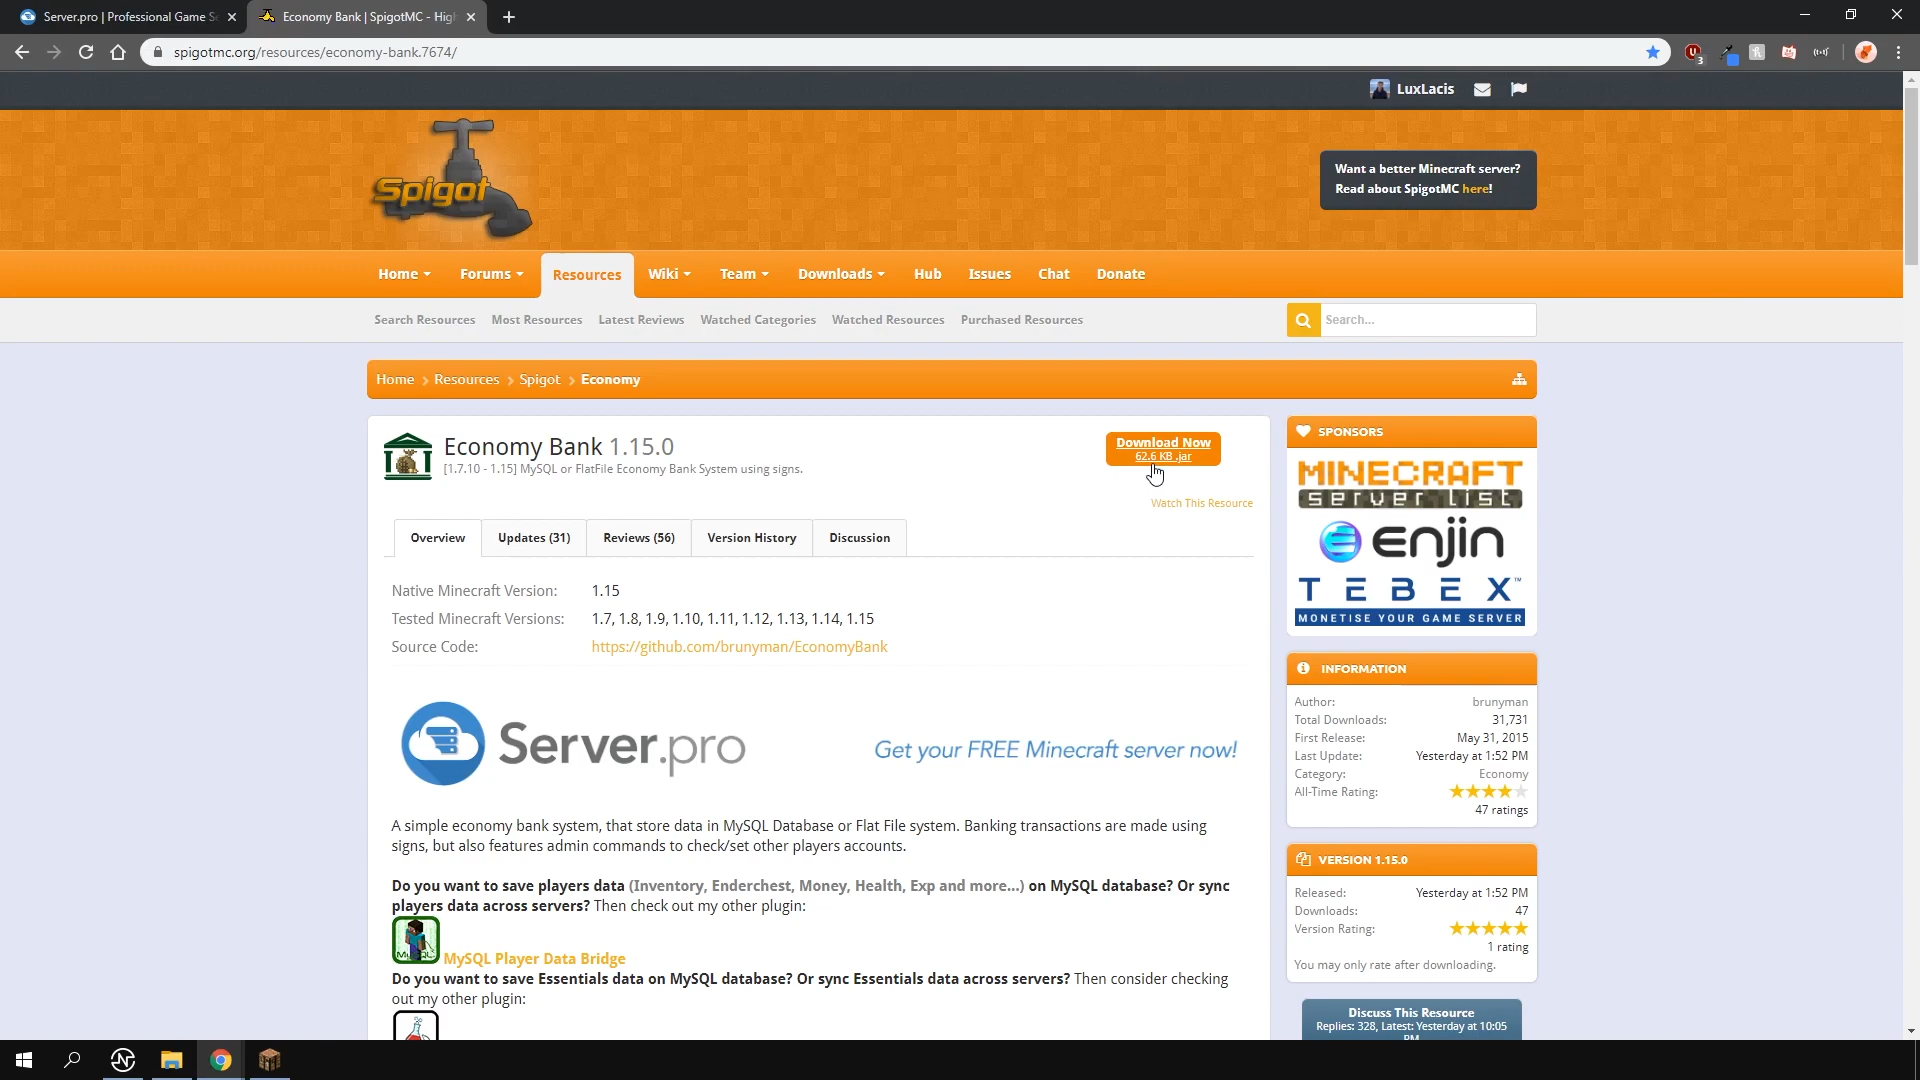 Server.pro | Professional Game Se
Economy Bank | SpigotMC - High
spigotmc.org/resources/economy-bank.7674/
3
LuxLacis
Spigot
Want a better Minecraft server?
Read about SpigotMC here!
Home
Forums
Resources
Wiki
Team
Downloads
Hub
Issues
Chat
Donate
Search Resources
Most Resources
Latest Reviews
Watched Categories
Watched Resources
Purchased Resources
Search...
Home
Resources
Spigot
Economy
Economy Bank 1.15.0
[1.7.10 - 1.15] MySQL or FlatFile Economy Bank System using signs.
Download Now
62.6 KB .jar
Watch This Resource
Overview
Updates (31)
Reviews (56)
Version History
Discussion
Native Minecraft Version: 1.15
Tested Minecraft Versions: 1.7, 1.8, 1.9, 1.10, 1.11, 1.12, 1.13, 1.14, 1.15
Source Code: https://github.com/brunyman/EconomyBank
Server.pro
Get your FREE Minecraft server now!
A simple economy bank system, that store data in MySQL Database or Flat File system. Banking transactions are made using
signs, but also features admin commands to check/set other players accounts.
Do you want to save players data (Inventory, Enderchest, Money, Health, Exp and more...) on MySQL database? Or sync
players data across servers? Then check out my other plugin:
MySQL
MySQL Player Data Bridge
Do you want to save Essentials data on MySQL database? Or sync Essentials data across servers? Then consider checking
out my other plugin:
SPONSORS
MINECRAFT
server list
enjin
TEBEX™
MONETISE YOUR GAME SERVER
INFORMATION
Author: brunyman
Total Downloads: 31,731
First Release: May 31, 2015
Last Update: Yesterday at 1:52 PM
Category: Economy
All-Time Rating:
47 ratings
VERSION 1.15.0
Released: Yesterday at 1:52 PM
Downloads: 47
Version Rating:
1 rating
You may only rate after downloading.
Discuss This Resource
Replies: 328, Latest: Yesterday at 10:05
PM